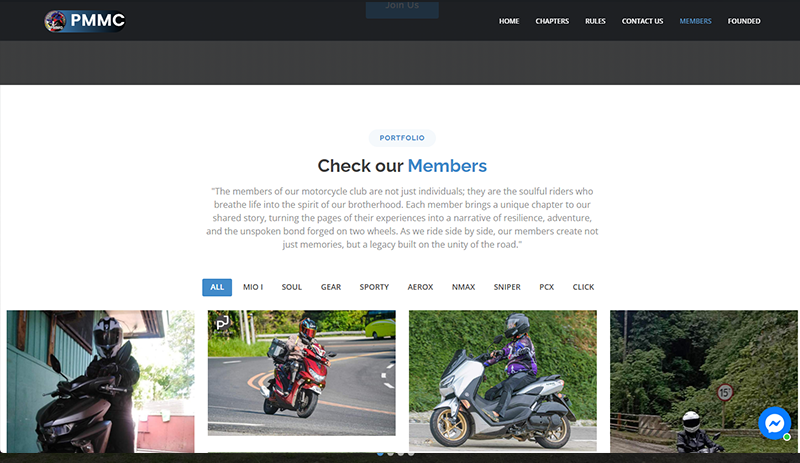 Join Us
PMMC
HOME CHAPTERS RULES CONTACT US MEMBERS FOUNDED
PORTFOLIO
Check our Members
"The members of our motorcycle club are not just individuals; they are the soulful riders who
breathe life into the spirit of our brotherhood. Each member brings a unique chapter to our
shared story, turning the pages of their experiences into a narrative of resilience, adventure,
and the unspoken bond forged on two wheels. As we ride side by side, our members create not
just memories, but a legacy built on the unity of the road."
ALL MIO I SOUL GEAR SPORTY AEROX NMAX SNIPER PCX CLICK
PJ
15